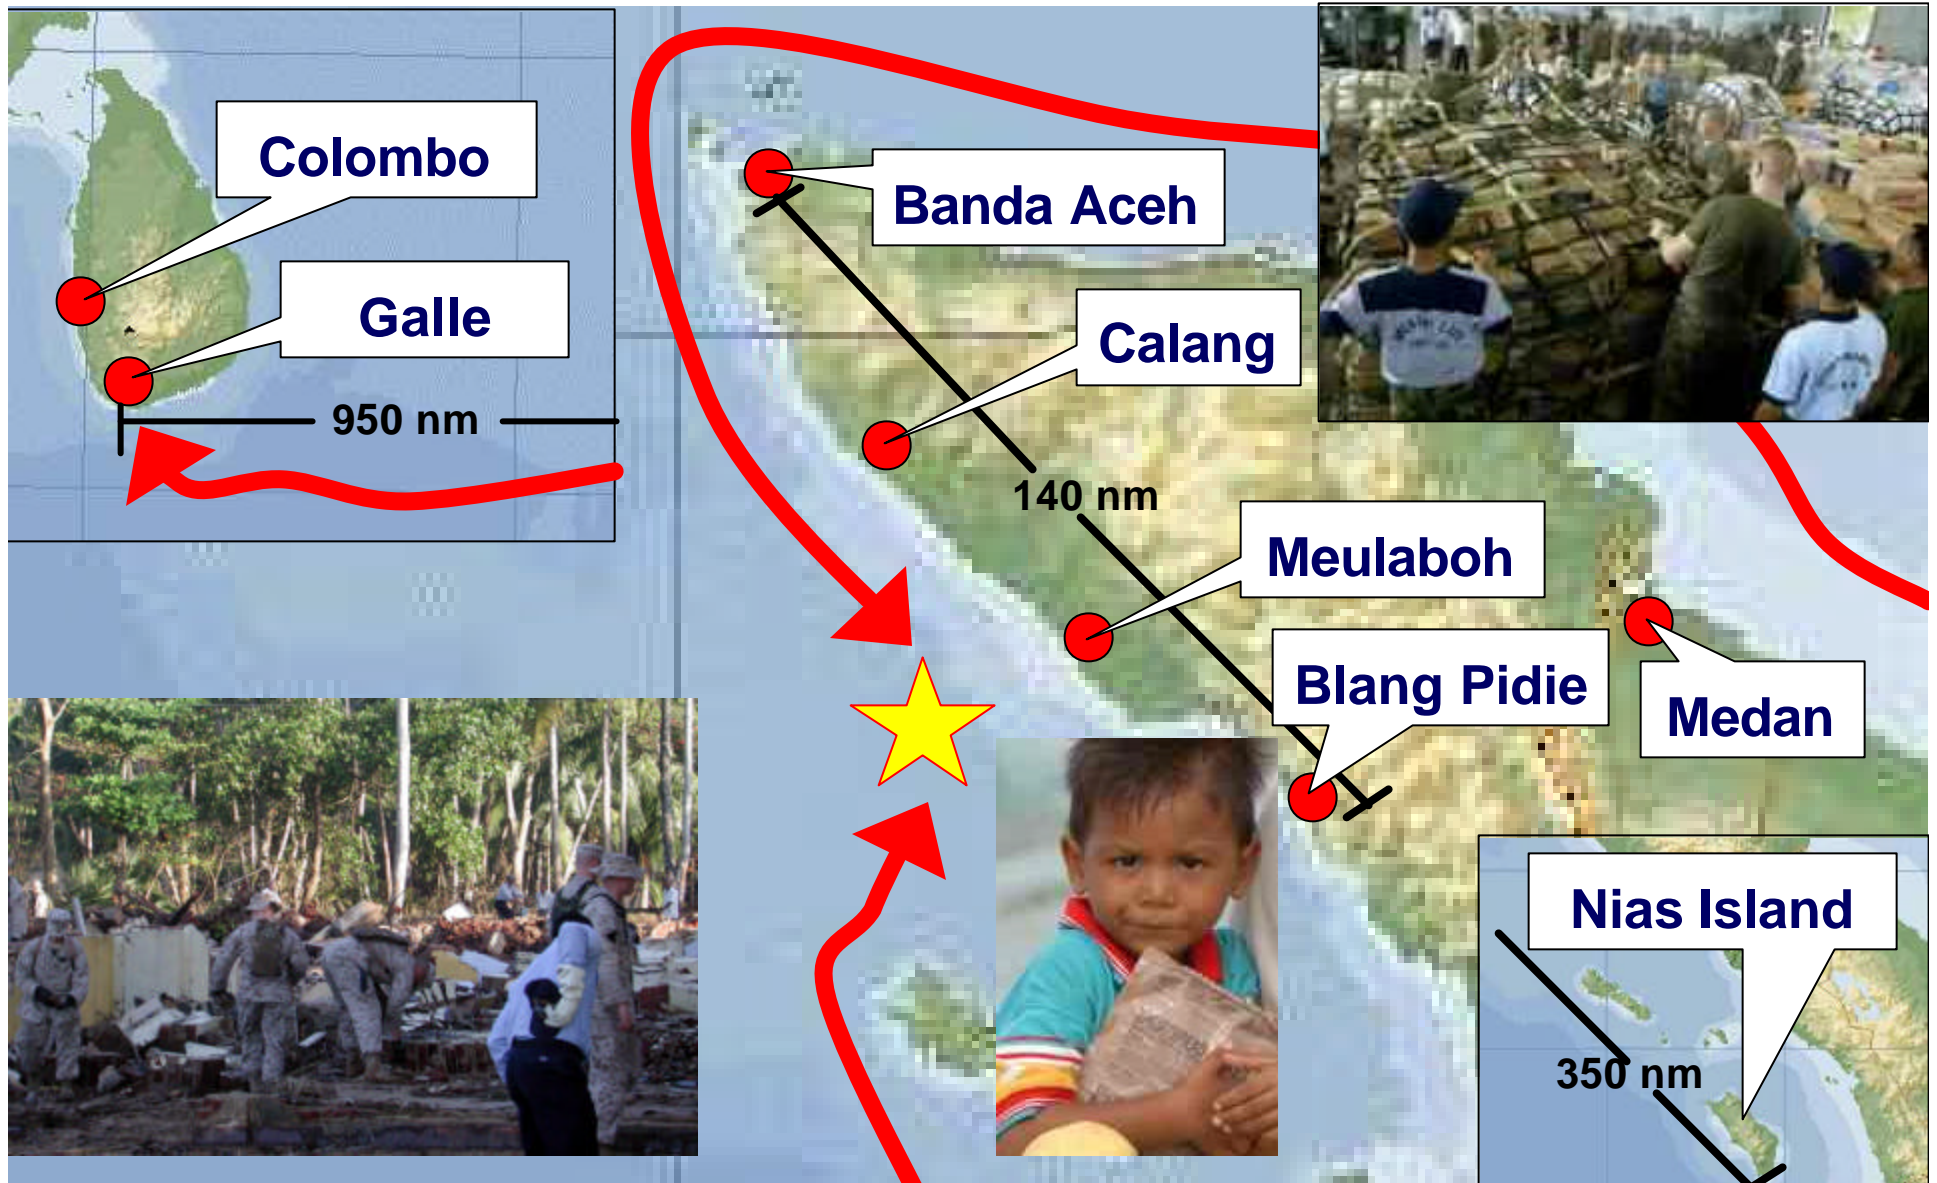 Colombo
Galle
950 nm
Banda Aceh
Calang
140 nm
Meulaboh
Blang Pidie
Medan
Nias Island
350 nm